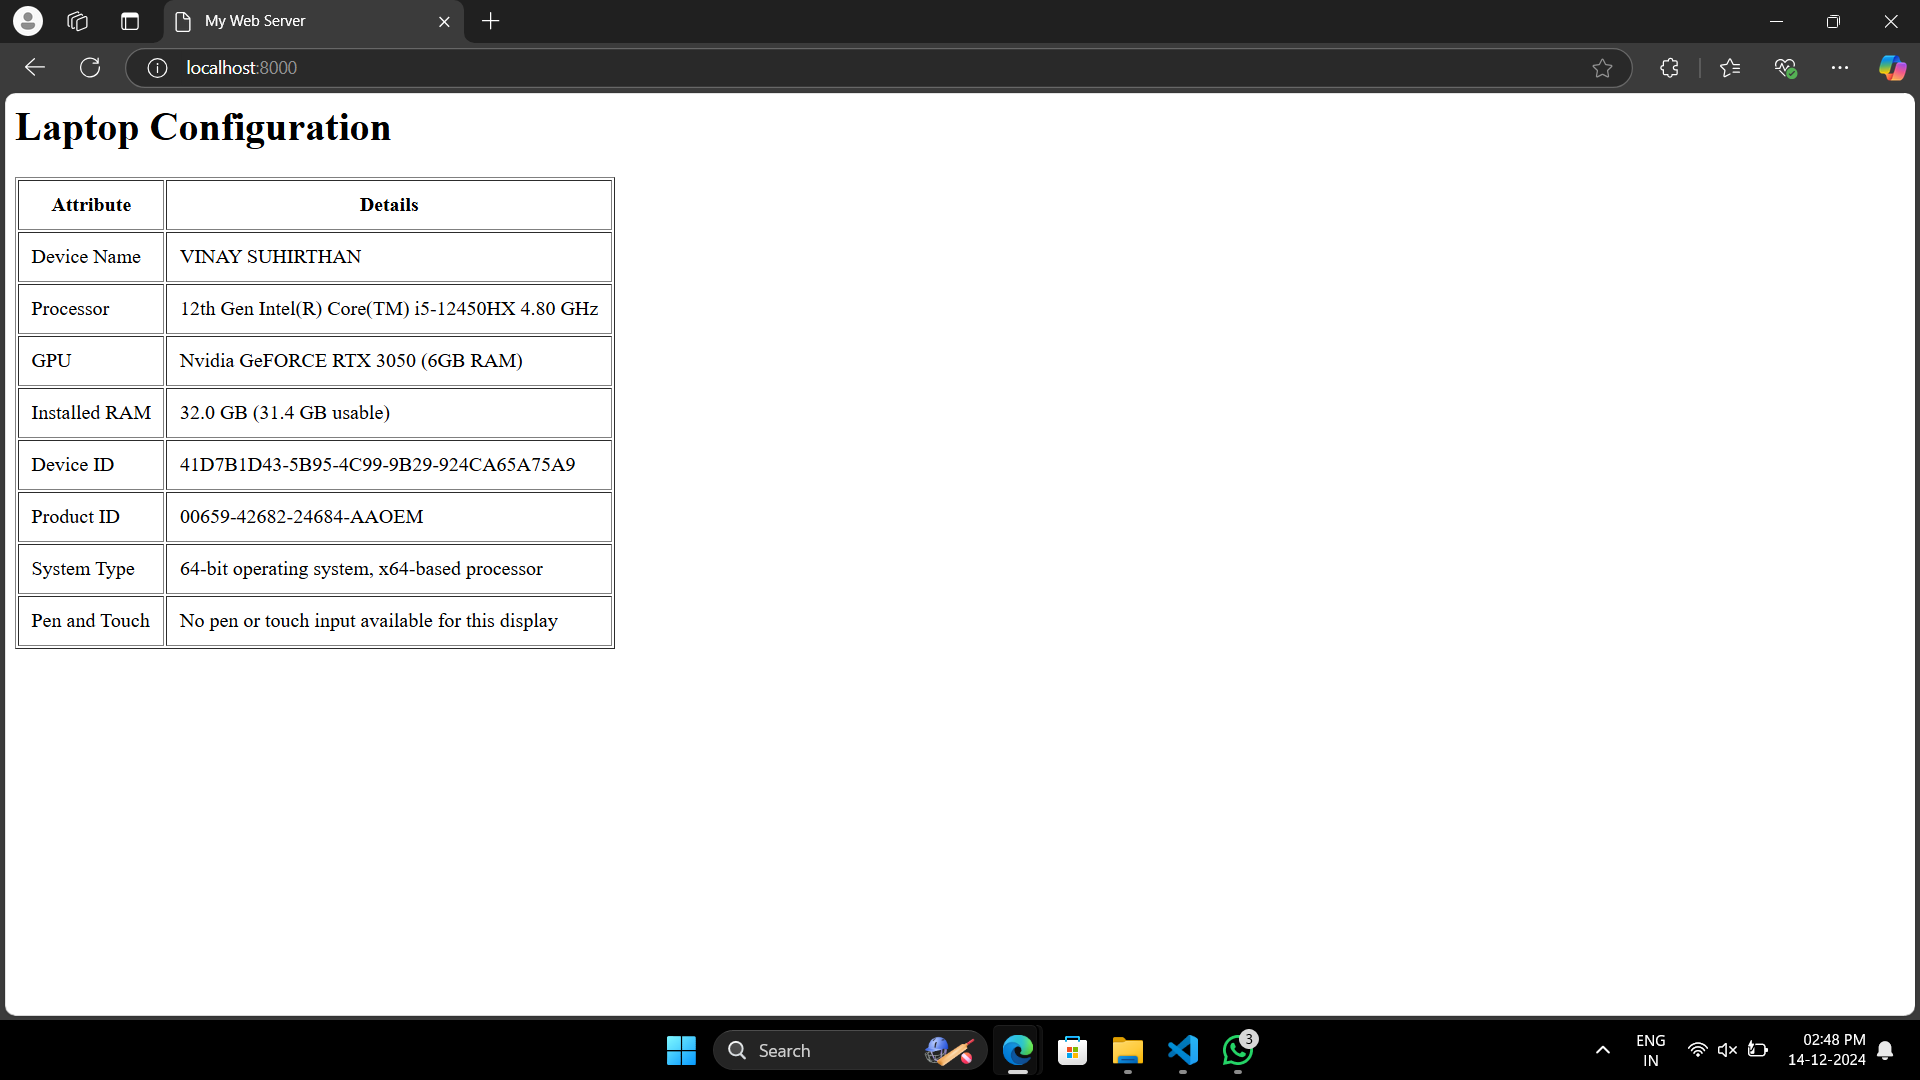 My Web Server
localhost:8000
Laptop Configuration
Attribute Details
Device Name VINAY SUHIRTHAN
Processor 12th Gen Intel(R) Core(TM) i5-12450HX 4.80 GHz
GPU Nvidia GeFORCE RTX 3050 (6GB RAM)
Installed RAM 32.0 GB (31.4 GB usable)
Device ID 41D7B1D43-5B95-4C99-9B29-924CA65A75A9
Product ID 00659-42682-24684-AAOEM
System Type 64-bit operating system, x64-based processor
Pen and Touch No pen or touch input available for this display
Search
3
ENG
IN
02:48 PM
14-12-2024